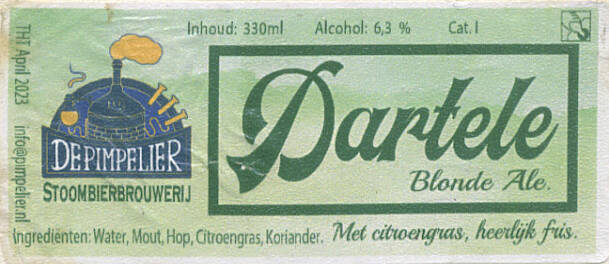 Inhoud: 330ml Alcohol: 6,3 % Cat. I
THT April 2023 info@pimpelier.nl
DE PIMPELIER
STOOMBIERBROUWERIJ
Dartele
Blonde Ale.
Ingrediënten: Water, Mout, Hop, Citroengras, Koriander.
Met citroengras, heerlijk fris.